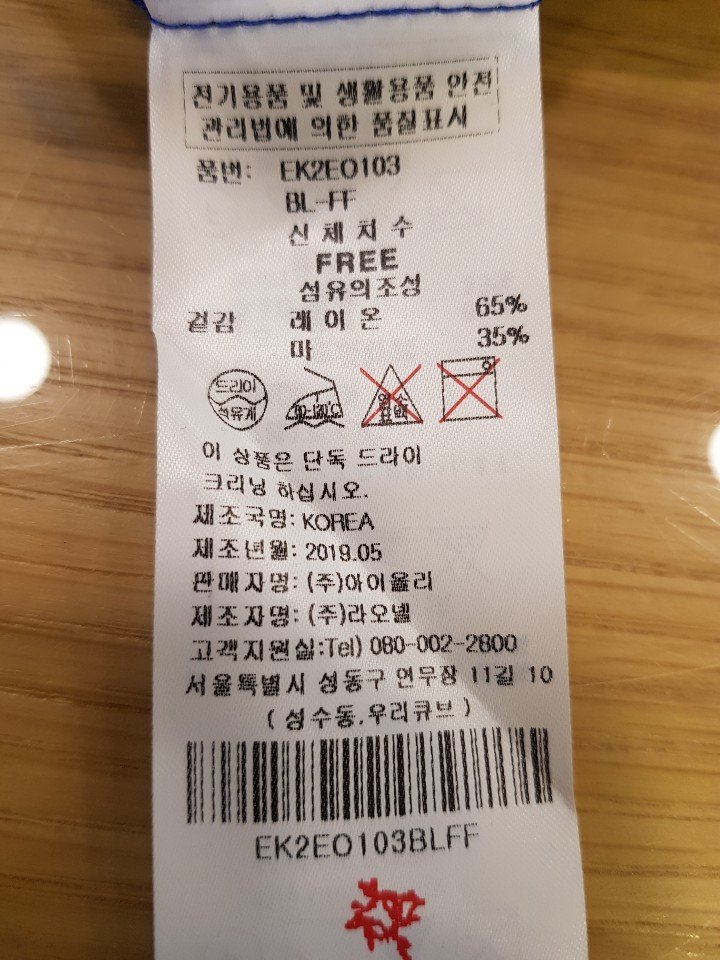 전기용품 및 생활용품 안전
관리법에 의한 품질표시
품번: EK2EO103
BL-FF
신체치수
FREE
섬유의조성
겉감 레이온 65%
마 35%
드라이
석유계
염소
표백
이 상품은 단독 드라이
크리닝 하십시오.
제조국명: KOREA
제조년월: 2019.05
판매자명: (주)아이올리
제조자명: (주)라오넬
고객지원실:Tel) 080-002-2800
서울특별시 성동구 연무장 11길 10
(성수동,우리큐브)
EK2EO103BLFF